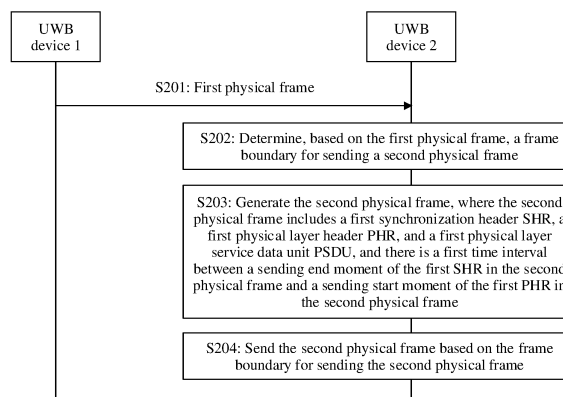 UWB
device 1
UWB
device 2
S201: First physical frame
S202: Determine, based on the first physical frame, a frame
boundary for sending a second physical frame
S203: Generate the second physical frame, where the second
physical frame includes a first synchronization header SHR, a
first physical layer header PHR, and a first physical layer
service data unit PSDU, and there is a first time interval
between a sending end moment of the first SHR in the second
physical frame and a sending start moment of the first PHR in
the second physical frame
S204: Send the second physical frame based on the frame
boundary for sending the second physical frame